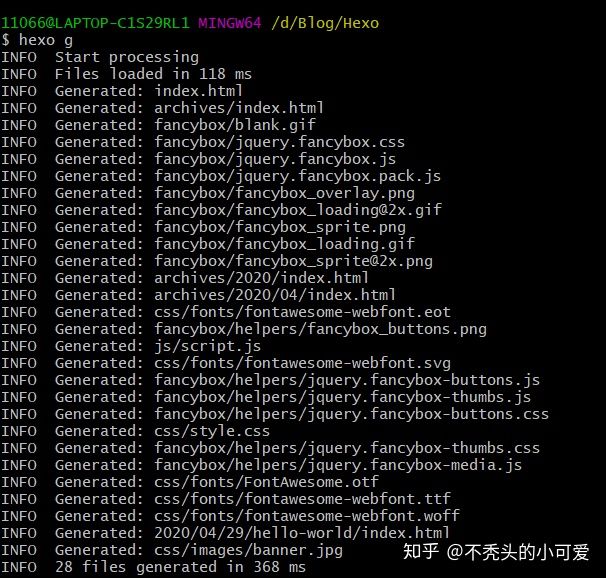 11066@LAPTOP-C1S29RL1 MINGW64 /d/Blog/Hexo
$ hexo g
INFO  Start processing
INFO  Files loaded in 118 ms
INFO  Generated: index.html
INFO  Generated: archives/index.html
INFO  Generated: fancybox/blank.gif
INFO  Generated: fancybox/jquery.fancybox.css
INFO  Generated: fancybox/jquery.fancybox.js
INFO  Generated: fancybox/jquery.fancybox.pack.js
INFO  Generated: fancybox/fancybox_overlay.png
INFO  Generated: fancybox/fancybox_loading@2x.gif
INFO  Generated: fancybox/fancybox_sprite.png
INFO  Generated: fancybox/fancybox_loading.gif
INFO  Generated: fancybox/fancybox_sprite@2x.png
INFO  Generated: archives/2020/index.html
INFO  Generated: archives/2020/04/index.html
INFO  Generated: css/fonts/fontawesome-webfont.eot
INFO  Generated: fancybox/helpers/fancybox_buttons.png
INFO  Generated: js/script.js
INFO  Generated: css/fonts/fontawesome-webfont.svg
INFO  Generated: fancybox/helpers/jquery.fancybox-buttons.js
INFO  Generated: fancybox/helpers/jquery.fancybox-thumbs.js
INFO  Generated: fancybox/helpers/jquery.fancybox-buttons.css
INFO  Generated: css/style.css
INFO  Generated: fancybox/helpers/jquery.fancybox-thumbs.css
INFO  Generated: fancybox/helpers/jquery.fancybox-media.js
INFO  Generated: css/fonts/FontAwesome.otf
INFO  Generated: css/fonts/fontawesome-webfont.ttf
INFO  Generated: css/fonts/fontawesome-webfont.woff
INFO  Generated: 2020/04/29/hello-world/index.html
INFO  Generated: css/images/banner.jpg
INFO  28 files generated in 368 ms
知乎 @不秃头的小可爱